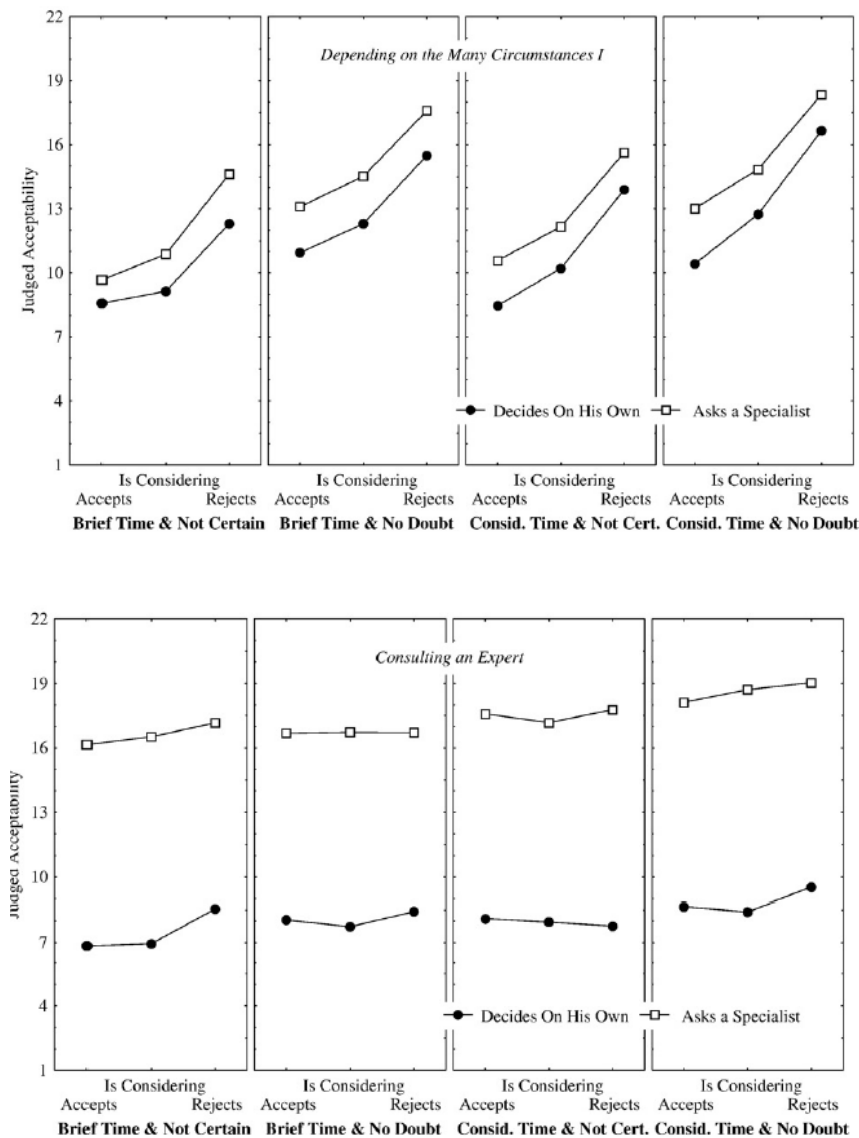 22
Depending on the Many Circumstances I
19
16
13
10
7
4
1
Judged Acceptability
Decides On His Own Asks a Specialist
Is Considering Is Considering Is Considering Is Considering
Accepts Rejects Accepts Rejects Accepts Rejects Accepts Rejects
Brief Time & Not Certain Brief Time & No Doubt Consid. Time & Not Cert. Consid. Time & No Doubt
22
Consulting an Expert
19
16
13
10
7
4
1
Judged Acceptability
Decides On His Own Asks a Specialist
Is Considering Is Considering Is Considering Is Considering
Accepts Rejects Accepts Rejects Accepts Rejects Accepts Rejects
Brief Time & Not Certain Brief Time & No Doubt Consid. Time & Not Cert. Consid. Time & No Doubt